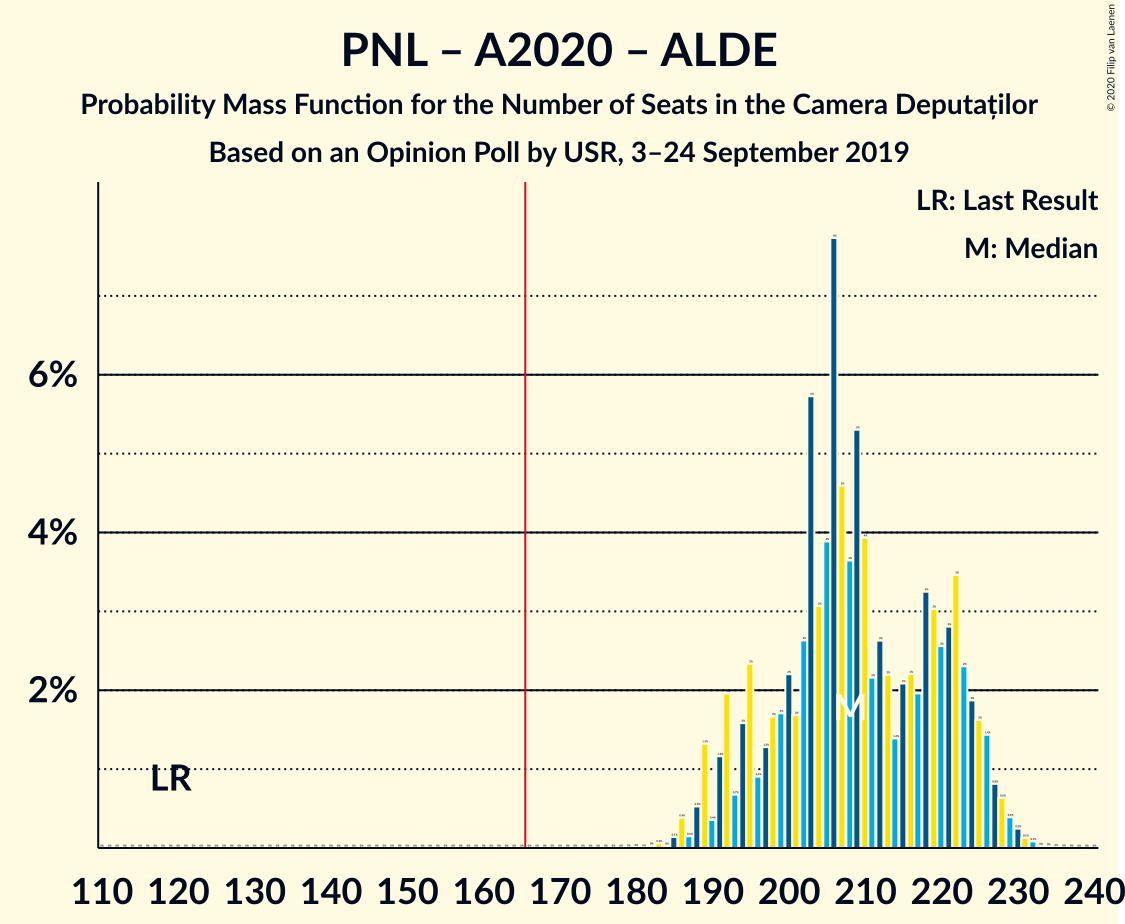 PNL – A2020 – ALDE
© 2020 Filip van Laenen
Probability Mass Function for the Number of Seats in the Camera Deputaților
Based on an Opinion Poll by USR, 3–24 September 2019
LR: Last Result
M: Median
6%
4%
2%
M
LR
110 120 130 140 150 160 170 180 190 200 210 220 230 240